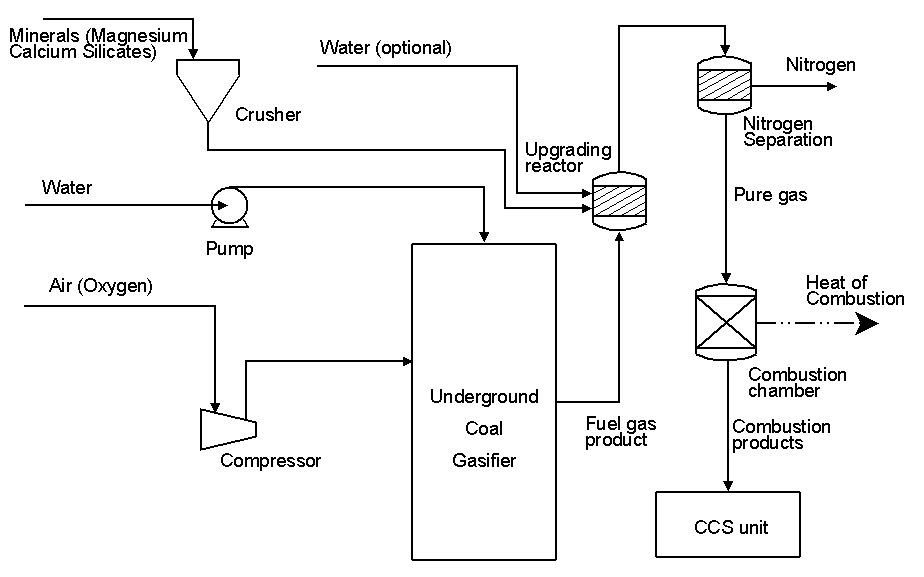 Minerals (Magnesium
Calcium Silicates)
Water (optional)
Nitrogen
Crusher
Nitrogen
Separation
Upgrading
reactor
Water
Pure gas
Pump
Air (Oxygen)
Heat of
Combustion
Combustion
chamber
Underground
Coal
Gasifier
Fuel gas
product
Combustion
products
Compressor
CCS unit